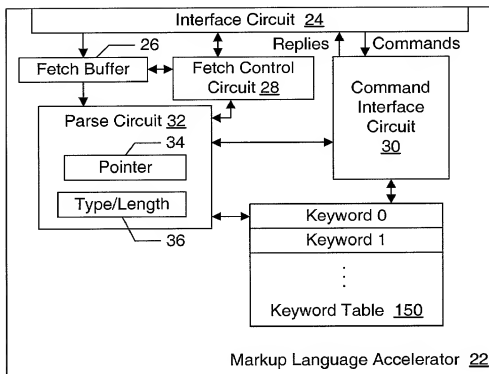 Interface Circuit 24
Replies
Commands
26
Fetch Buffer
Fetch Control
Circuit 28
Command
Interface
Circuit
30
Parse Circuit 32
34
Pointer
Type/Length
36
Keyword 0
Keyword 1
Keyword Table 150
Markup Language Accelerator 22